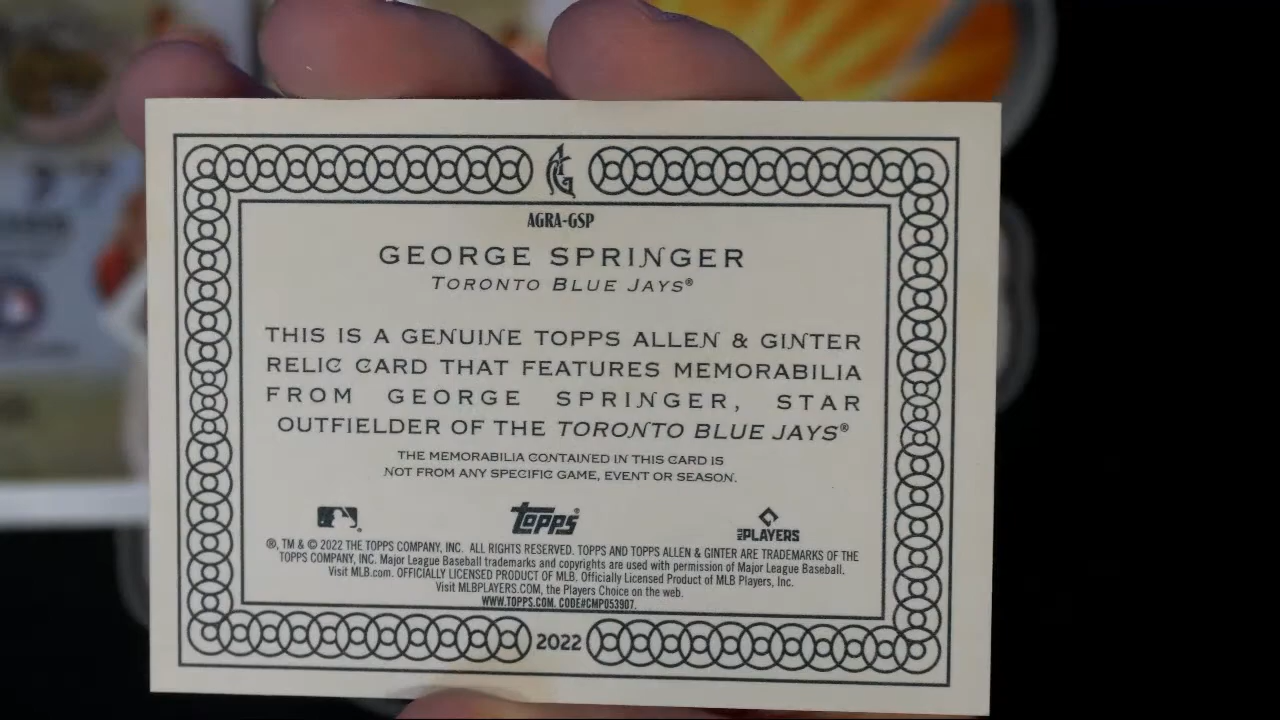 AGRA-GSP
GEORGE SPRINGER
TORONTO BLUE JAYS®
THIS IS A GENUINE TOPPS ALLEN & GINTER
RELIC CARD THAT FEATURES MEMORABILIA
FROM GEORGE SPRINGER, STAR
OUTFIELDER OF THE TORONTO BLUE JAYS®
THE MEMORABILIA CONTAINED IN THIS CARD IS
NOT FROM ANY SPECIFIC GAME, EVENT OR SEASON.
topps®
MLB PLAYERS
®, TM & © 2022 THE TOPPS COMPANY, INC. ALL RIGHTS RESERVED. TOPPS AND TOPPS ALLEN & GINTER ARE TRADEMARKS OF THE
TOPPS COMPANY, INC. Major League Baseball trademarks and copyrights are used with permission of Major League Baseball.
Visit MLB.com. OFFICIALLY LICENSED PRODUCT OF MLB. Officially Licensed Product of MLB Players, Inc.
Visit MLBPLAYERS.COM, the Players Choice on the web.
WWW.TOPPS.COM. CODE#CMP053907.
2022